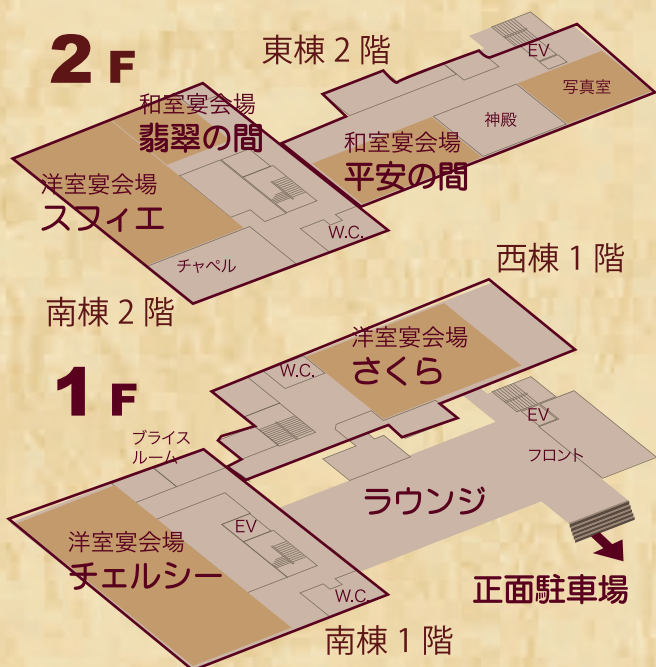 2F
東棟2階
EV
写真室
神殿
和室宴会場
翡翠の間
和室宴会場
平安の間
洋室宴会場
スフィエ
W.C.
チャペル
南棟2階
西棟1階
1F
洋室宴会場
さくら
W.C.
EV
フロント
ブライス
ルーム
ラウンジ
洋室宴会場
チェルシー
EV
W.C.
正面駐車場
南棟1階